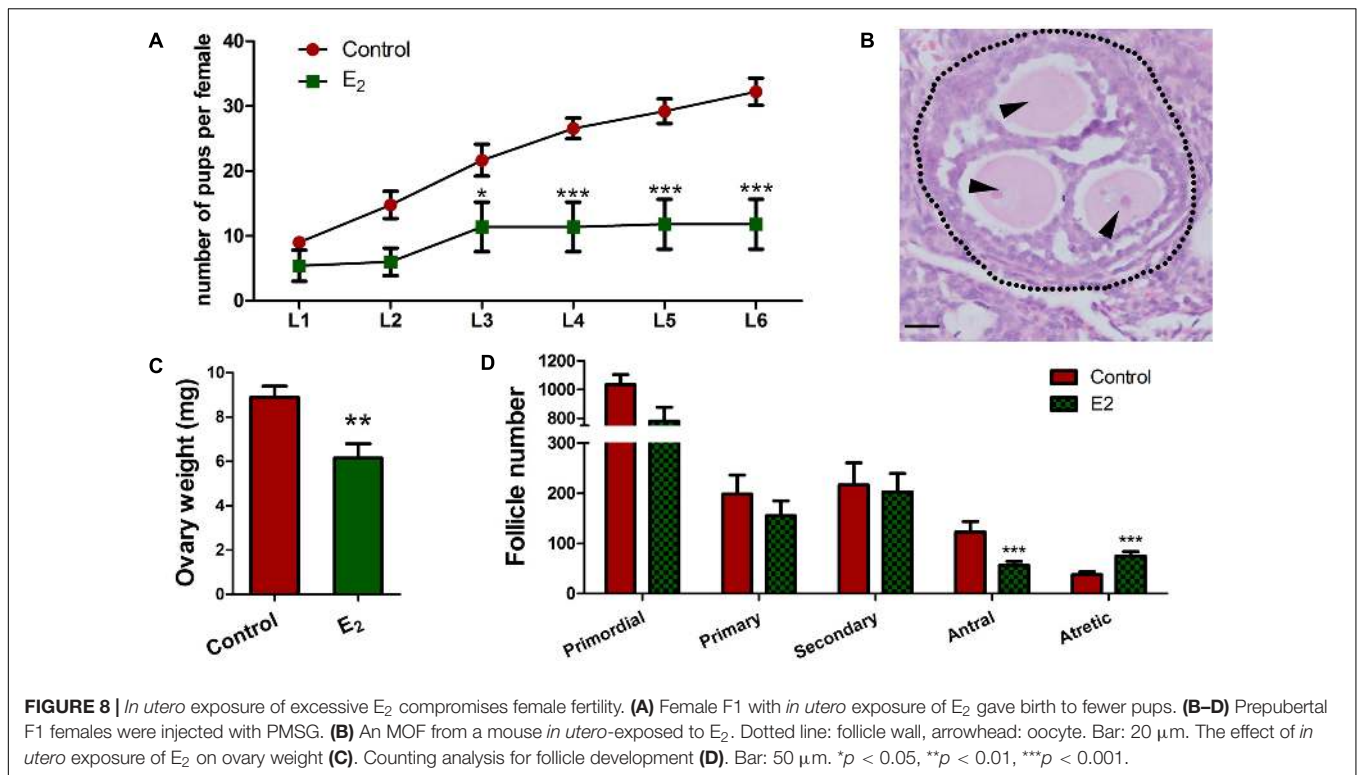 A
40
30
20
10
0
number of pups per female
Control
E₂
* *** *** ***
L1 L2 L3 L4 L5 L6
B
C
10
8
6
4
2
0
Ovary weight (mg)
**
Control E₂
D
1200
1000
800
600
300
200
100
0
Follicle number
Control
E2
*** ***
Primordial Primary Secondary Antral Atretic
FIGURE 8 | In utero exposure of excessive E₂ compromises female fertility. (A) Female F1 with in utero exposure of E₂ gave birth to fewer pups. (B–D) Prepubertal
F1 females were injected with PMSG. (B) An MOF from a mouse in utero-exposed to E₂. Dotted line: follicle wall, arrowhead: oocyte. Bar: 20 μm. The effect of in
utero exposure of E₂ on ovary weight (C). Counting analysis for follicle development (D). Bar: 50 μm. *p < 0.05, **p < 0.01, ***p < 0.001.